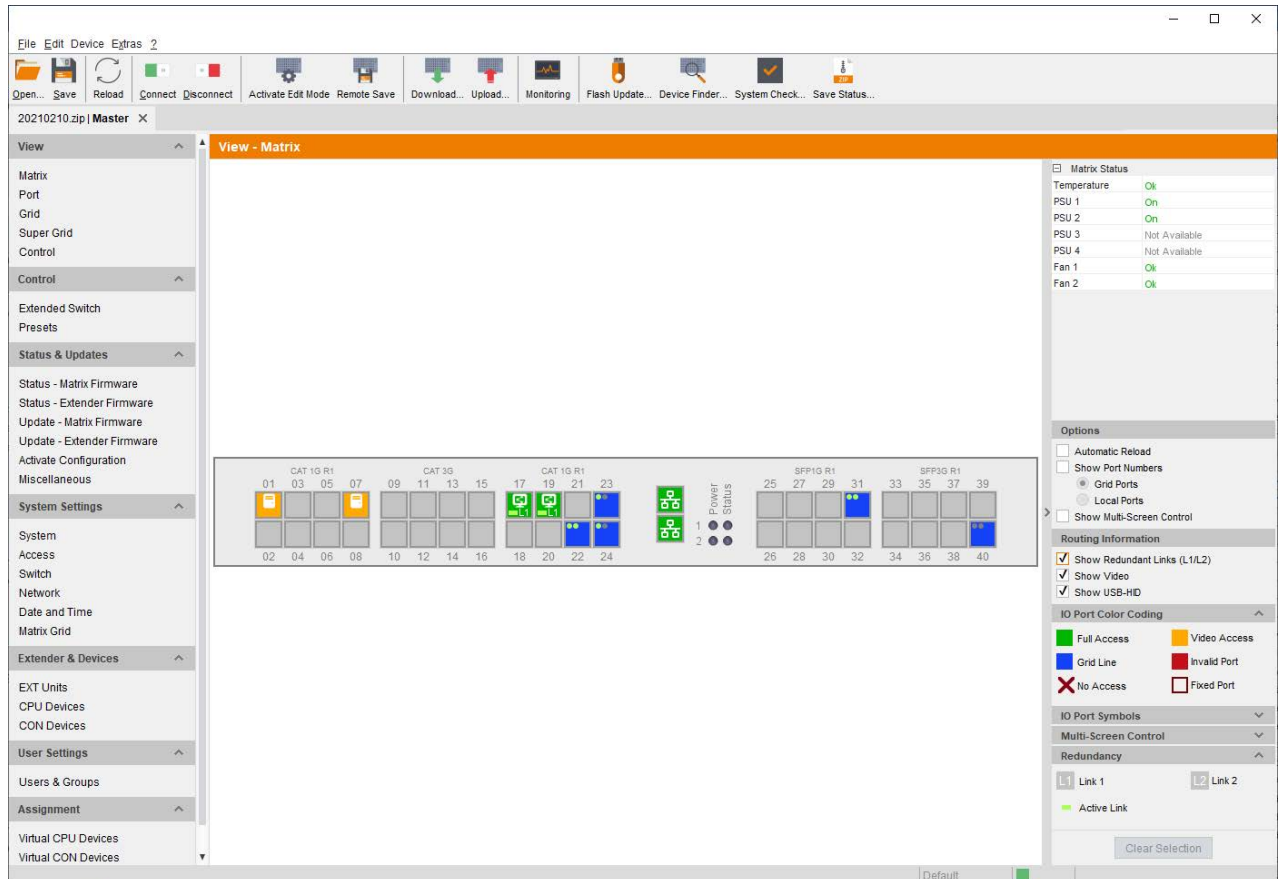 File Edit Device Extras ?
Open... Save Reload Connect Disconnect Activate Edit Mode Remote Save Download... Upload... Monitoring Flash Update... Device Finder... System Check... Save Status...
ZIP
20210210.zip | Master
View
View - Matrix
Matrix
Port
Grid
Super Grid
Control
Control
Extended Switch
Presets
Status & Updates
Status - Matrix Firmware
Status - Extender Firmware
Update - Matrix Firmware
Update - Extender Firmware
Activate Configuration
Miscellaneous
System Settings
System
Access
Switch
Network
Date and Time
Matrix Grid
Extender & Devices
EXT Units
CPU Devices
CON Devices
User Settings
Users & Groups
Assignment
Virtual CPU Devices
Virtual CON Devices
CAT 1G R1 CAT 3G CAT 1G R1 SFP1G R1 SFP3G R1
01 03 05 07 09 11 13 15 17 19 21 23 Power Status 25 27 29 31 33 35 37 39
L1 L1
1
2
02 04 06 08 10 12 14 16 18 20 22 24 26 28 30 32 34 36 38 40
Matrix Status
Temperature Ok
PSU 1 On
PSU 2 On
PSU 3 Not Available
PSU 4 Not Available
Fan 1 Ok
Fan 2 Ok
Options
Automatic Reload
Show Port Numbers
Grid Ports
Local Ports
Show Multi-Screen Control
Routing Information
Show Redundant Links (L1/L2)
Show Video
Show USB-HID
IO Port Color Coding
Full Access Video Access
Grid Line Invalid Port
No Access Fixed Port
IO Port Symbols
Multi-Screen Control
Redundancy
L1 Link 1 L2 Link 2
Active Link
Clear Selection
Default